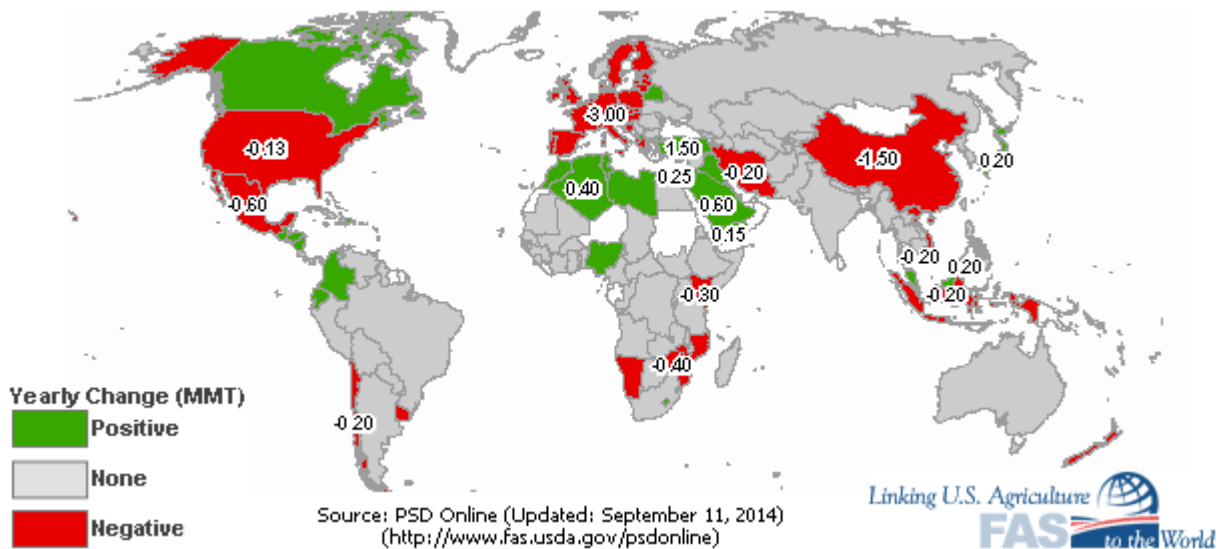 -0.13
-0.60
-3.00
1.50
0.25
-0.20
0.40
0.60
0.15
-1.50
0.20
-0.20
0.20
-0.20
-0.30
-0.40
-0.20
Yearly Change (MMT)
Positive
None
Negative
Source: PSD Online (Updated: September 11, 2014)
(http://www.fas.usda.gov/psdonline)
Linking U.S. Agriculture
FAS to the World